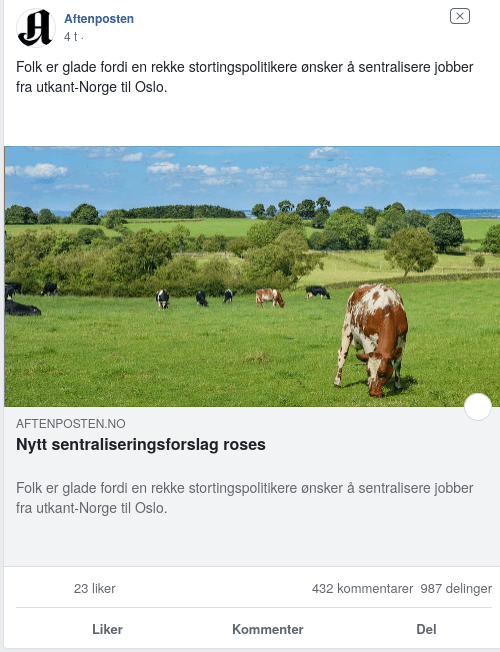 Aftenposten
4 t ·
Folk er glade fordi en rekke stortingspolitikere ønsker å sentralisere jobber
fra utkant-Norge til Oslo.
AFTENPOSTEN.NO
Nytt sentraliseringsforslag roses
Folk er glade fordi en rekke stortingspolitikere ønsker å sentralisere jobber
fra utkant-Norge til Oslo.
23 liker 432 kommentarer 987 delinger
Liker Kommenter Del